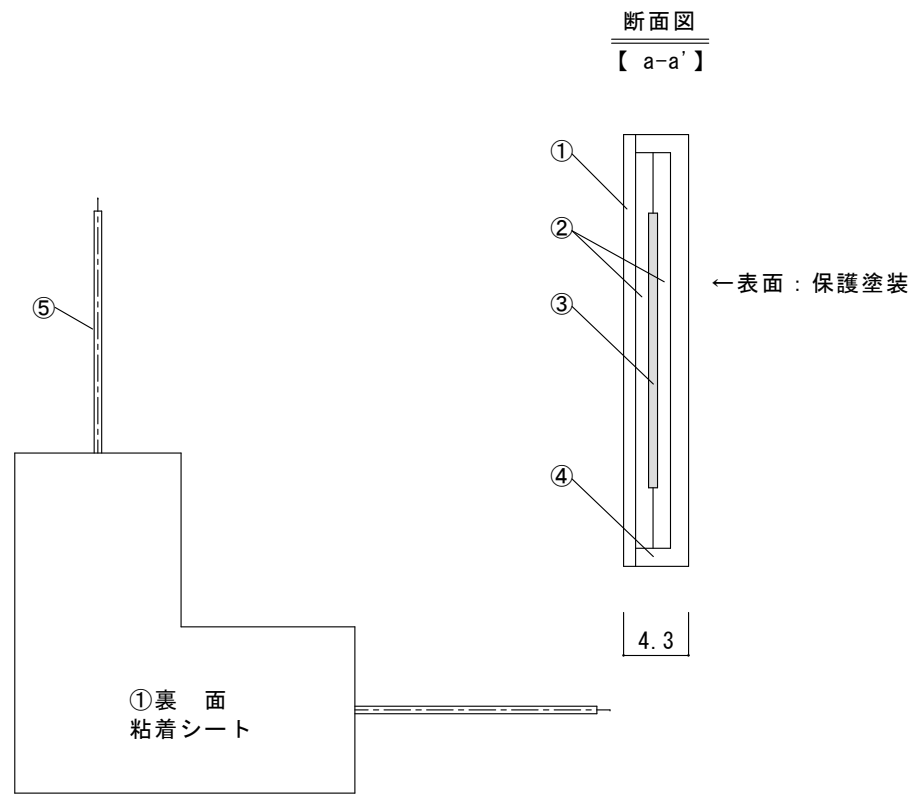 断面図
【 a-a'】
①
②
←表面：保護塗装
③
⑤
④
4.3
①裏　面
粘着シート